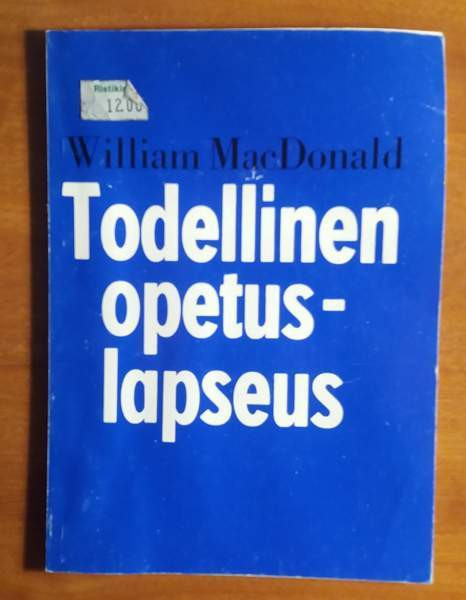 12.00
William MacDonald
Todellinen
opetus-
lapseus